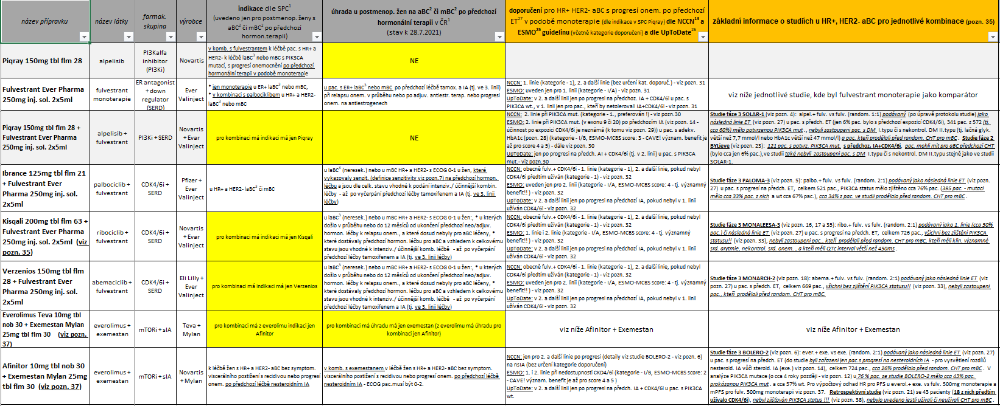 název přípravku
název látky
farmak.
skupina
výrobce
indikace dle SPC1
(uvedeno jen pro postmenop. ženy s
aBC2 či mBC2 po předchozí
hormon.terapii)
úhrada u postmenop. žen na aBC2 či mBC2 po předchozí
hormonální terapii v ČR1
(stav k 28.7.2021)
doporučení pro HR+ HER2- aBC s progresí onem. po předchozí
ET27 v podobě monoterapie (dle indikace v SPC Piqray) dle NCCN13 a
ESMO25 guidelinu (včetně kategorie doporučení) a dle UpToDate26
základní informace o studiích u HR+, HER2- aBC pro jednotlivé kombinace (pozn. 35)
Piqray 150mg tbl flm 28
alpelisib
PI3Kalfa
inhibitor
(PI3Ki)
Novartis
v komb. s fulvestrantem k léčbě pac. s HR+ a
HER2- k léčbě laBC3 nebo mBC s PIK3CA
mutací, s progresí onemocnění po předchozí
hormonální terapii v podobě monoterapie
NE
Fulvestrant Ever Pharma
250mg inj. sol. 2x5ml
fulvestrant
monoterapie
ER antagonist
+ down
regulator
(SERD)
Ever
Valinject
* jen monoterapie u ER+ laBC3 nebo mBC,
* v kombinaci s palbociklibem u HR+ a HER2-
laBC3 nebo mBC
u pac. s ER+ laBC3 nebo mBC po předchozí léčbě tamox. a IA (tj. ve 3. linii)
při relapsu onem. v průběhu nebo po adjuv. antiestr. terap. nebo progresi
onem. na antiestrogenech
NCCN: 1. linie (kategorie - 1), 2. a další linie (bez určení kat. doporuč.) - viz pozn. 31
ESMO: uveden jen pro 1. linii (kategorie - I/A) - viz pozn. 31
UpToDate: v 2. a další linii jen po progresi na předchoz. IA + CDK4/6i u pac. s
PIK3CA wt., v 1. linii jen pro pac., kteří by netolerovali IA+CDK4/6i - viz pozn. 31
viz níže jednotlivé studie, kde byl fulvestrant monoterapie jako komparátor
Piqray 150mg tbl flm 28 +
Fulvestrant Ever Pharma
250mg inj. sol. 2x5ml
alpelisib +
fulvestrant
PI3Ki + SERD
Novartis
+ Evar
Valinject
pro kombinaci má indikaci má jen Piqray
NCCN: 2. linie při PIK3CA mut. (kategorie - 1., preferován !) - viz pozn.30
ESMO: 2. linie při PIK3CA mut. (v exonu 9 či 20) po předchozím IA (viz pozn. 14 -
účinnost po expozici CDK4/6i je neznámá (k tomu viz pozn. 29)) u pac. s adekv.
HbA1c (pozn. 28) (kategorie - I/B, ESMO-MCBS score: 3 - CAVE! význam. benefit je
až pro score 4 a 5) - dále viz pozn. 30
UpToDate: jen po progresi na předch. AI + CDK4/6i (tj. v 2. linii) u pac. s PIK3CA
mut.- viz pozn.30
Studie fáze 3 SOLAR-1 (viz pozn. 4): alpel.+ fulv. vs fulv. (random. 1:1) podávaný (po úpravě protokolu studie) jako
následná linie ET (viz pozn. 27) u pac. s předch. ET (jen 6% pac. bylo s předchozí expozicí CDK4/6i), 341 pac. z 572 (tj.
cca 60%) mělo potvrzenou PIK3CA mut ., nebyli zastoupeni pac. s DM I.typu či s nekontrol. DM II.typu (tj. lačná glyk.
větší než 7,7 mmol/l nebo HbA1c větší než 47 mmol/l) a pac. kteří prodělali před random. CHT pro mBC . Studie fáze 2
BYLieve (viz pozn. 23): 121 pac. s potvrz. PIK3CA mut. s předchoz. IA+CDK4/6i, pac. mohli mít pro aBC předchozí CHT
(bylo cca jen 6% pac.),ve studii také nebyli zastoupeni pac. s DM I.typu či s nekontrol. DM II.typu stejně jako ve studii
SOLAR-1.
Ibrance 125mg tbl flm 21
+ Fulvestrant Ever
Pharma 250mg inj. sol.
2x5ml
palbociclib +
fulvestrant
CDK4/6i +
SERD
Pfizer +
Ever
Valinject
u HR+ a HER2- laBC3 či mBC
u laBC3 (neresek.) nebo u mBC HR+ a HER2- s ECOG 0-1 u žen, které
vykazovaly senzit. (definice senzitivity viz pozn.7) na předchozí hormon.
léčbu a jsou dle celk. stavu vhodné k podání intenziv./ účinnější kombin.
léčby - až po vyčerpání předchozí léčby tamoxifenem a IA (tj. ve 3. linii
léčby)
NCCN: obecně fulv.+ CDK4/6i - 1. linie (kategorie - 1), 2. a další linie, pokud nebyl
CDK4/6i předtím užíván (kategorie - 1) - viz pozn. 32
ESMO: uveden jen pro 2. linii (kategorie - I/A, ESMO-MCBS score: 4 - tj. významný
benefit!! ) - viz pozn. 32
UpToDate: v 2. a další linii jen po progresi na předchozí IA, pokud nebyl v 1. linii
užíván CDK4/6i - viz pozn. 32
Studie fáze 3 PALOMA-3 (viz pozn. 5): palbo.+ fulv. vs fulv. (random. 2:1) podávaný jako následná linie ET (viz pozn.
27) u pac. s progresí na předch. ET, celkem 521 pac., PIK3CA status mělo zjištěno cca 76% pac. (395 pac. - mutaci
mělo cca 33% pac. z nich a wt cca 67% pac.), cca 34% z pac. ve studii prodělalo před random. CHT pro mBC .
Kisqali 200mg tbl flm 63 +
Fulvestrant Ever Pharma
250mg inj. sol. 2x5ml (viz
pozn. 35)
ribociclib +
fulvestrant
CDK4/6i +
SERD
Novartis
+ Evar
Valinject
pro kombinaci má indikaci má jen Kisqali
u laBC3 (neresek.) nebo u mBC HR+ a HER2- s ECOG 0-1 u žen:, * u kterých
došlo v průběhu nebo do 12 měsíců od ukončení předchozí neo/adjuv.
hormon. léčby k relapsu onem., a které dosud nebyly pro aBC léčeny, *
které dostávaly předchozí hormon. léčbu pro aBC a vzhledem k celkovému
stavu jsou vhodné k intenziv./ účinnější komb. léčbě - až po vyčerpání
předchozí léčby tamoxifenem a IA (tj. ve 3. linii léčby)
NCCN: obecně fulv.+ CDK4/6i - 1. linie (kategorie - 1), 2. a další linie, pokud nebyl
CDK4/6i předtím užíván (kategorie - 1) - viz pozn. 32
ESMO: 1. linie i 2. linie (kategorie - I/A, ESMO-MCBS score: 4 - tj. významný
benefit!! ) - viz pozn. 32
UpToDate: v 2. a další linii jen po progresi na předchozí IA, pokud nebyl v 1. linii
užíván CDK4/6i - viz pozn. 32
Studie fáze 3 MONALEESA-3 (viz pozn. 16, 17 a 35): ribo.+ fulv. vs fulv. (random. 2:1) podávaný jako 1. linie (cca 50%
pac.) či následná linie ET (viz pozn. 27) u pac. s progresí na předch. ET, celkem 726 pac., všichni bez zjištění PIK3CA
statusu!! (viz pozn. 33), nebyli zastoupeni pac., kteří prodělali před random. CHT pro mBC, kteří měli klin. významné
srd. arytmie, nekontrol. srd. onem. , a kteří měli QTc interval větší než 450ms .
Verzenios 150mg tbl flm
28 + Fulvestrant Ever
Pharma 250mg inj. sol.
2x5ml
abemaciclib +
fulvestrant
CDK4/6i +
SERD
Eli Lilly +
Ever
Valinject
pro kombinaci má indikaci má jen Verzenios
u laBC3 (neresek.) nebo u mBC HR+ a HER2- s ECOG 0-1 u žen:, * u kterých
došlo v průběhu nebo do 12 měsíců od ukončení předchozí neo/adjuv.
hormon. léčby k relapsu onem., a které dosud nebyly pro aBC léčeny, *
které dostávaly předchozí hormon. léčbu pro aBC a vzhledem k celkovému
stavu jsou vhodné k intenziv./ účinnější komb. léčbě - až po vyčerpání
předchozí léčby tamoxifenem a IA (tj. ve 3. linii léčby)
NCCN: obecně fulv.+ CDK4/6i - 1. linie (kategorie - 1), 2. a další linie, pokud nebyl
CDK4/6i předtím užíván (kategorie - 1) - viz pozn. 32
ESMO: uveden jen pro 2. linii (kategorie - I/A, ESMO-MCBS score: 4 - tj. významný
benefit!! ) - viz pozn. 32
UpToDate: v 2. a další linii jen po progresi na předchozí IA, pokud nebyl v 1. linii
užíván CDK4/6i - viz pozn. 32
Studie fáze 3 MONARCH-2 (viz pozn. 18): abema.+ fulv. vs fulv. (random. 2:1) podávaný jako následná linie ET (viz
pozn. 27) u pac. s předch. ET, celkem 669 pac., všichni bez zjištění PIK3CA statusu!! (viz pozn. 33), nebyli zastoupeni
pac., kteří prodělali před random. CHT pro mBC.
Everolimus Teva 10mg tbl
nob 30 + Exemestan Mylan
25mg tbl flm 30 (viz pozn.
37)
everolimus +
exemestan
mTORi + sIA
Teva +
Mylan
pro kombinaci má z everolimu indikaci jen
Afinitor
pro kombinaci má úhradu má jen exemestan (z everolimu má úhradu pro
kombinaci jen Afinitor)
viz níže Afinitor + Exemestan
viz níže Afinitor + Exemestan
Afinitor 10mg tbl nob 30
+ Exemestan Mylan 25mg
tbl flm 30 (viz pozn. 37)
everolimus +
exemestan
mTORi + sIA
Novartis
+ Mylan
k léčbě žen s HR+ a HER2- aBC bez symptom.
viscerálního postižení s recidivou nebo progresí
onem. po předchozí léčbě nesteroidním IA
v komb. s exemestanem v léčbě žen s HR+ a HER2- aBC bez symptom.
viscerálního postižení s recidivou nebo progresí onem. po předchozí léčbě
nesteroidním IA - ECOG pac.musí být 0-2.
NCCN: jen pro 2. a další linie po progresi (detaily viz studie BOLERO-2 - viz pozn. 6)
na nsIA (bez určení kategorie doporučení)
ESMO: 1. i 2. linie při nedostupnosti CKD4/6i (kategorie - I/B, ESMO-MCBS score: 2
- CAVE! význam. benefit je až pro score 4 a 5 )
UpToDate: v 2. a další linii jen po progresi na předch. IA + CDK4/6i u pac. s PIK3CA
wt.
Studie fáze 3 BOLERO-2 (viz pozn. 6): ever.+ exe. vs exe. (random. 2:1) podávaný jako následná linie ET (viz pozn. 27)
u pac. s progresí na předch. ET (do studie byli zařazeni jen pac.s progresí na nesteroidních IA - pro vysvětlení rozdílů
nesteroid. IA vůči steroid. IA (exe.) viz pozn. 14), celkem 724 pac., cca 26% prodělalo před random. CHT pro mBC . V
analýze PIK3CA mutace (o cca 4 roky později - viz pozn. 12) u 76 % pac. ze studie BOLERO-2 mělo cca 43% pac.
prokázanou PIK3CA mut . a cca 57% wt. Pro výpočtový odhad HR pro PFS u everol.+ exe. vs fulv. 500mg monoterapie a
mPFS pro fulv. 500mg monoterapii viz pozn. 37. Retrospektivní studie (viz pozn. 21) se 43 pacienty (18 z nich předtím
užívalo CDK4/6i), nebyl zjišťován PIK3CA status !!! (viz pozn. 38), nebylo uvedeno jestli užívali či neužívali CHT pro mBC .